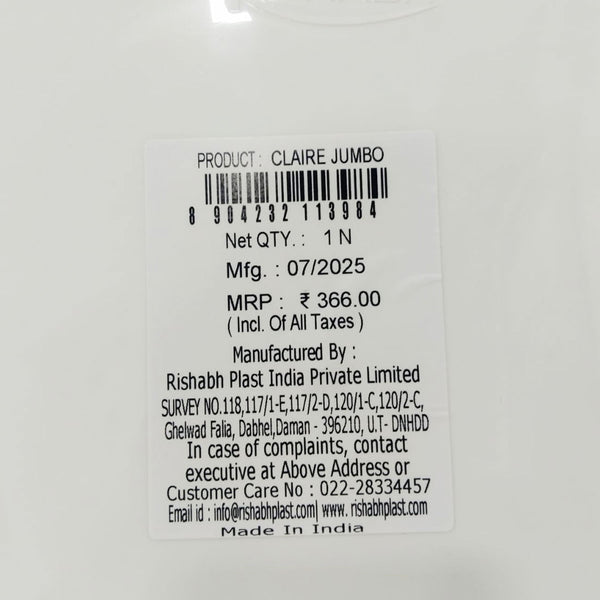 PRODUCT : CLAIRE JUMBO
8 904232 113984
Net QTY. : 1 N
Mfg. : 07/2025
MRP : ₹ 366.00
( Incl. Of All Taxes )
Manufactured By :
Rishabh Plast India Private Limited
SURVEY NO.118,117/1-E,117/2-D,120/1-C,120/2-C,
Ghelwad Falia, Dabhel,Daman - 396210, U.T- DNHDD
In case of complaints, contact
executive at Above Address or
Customer Care No : 022-28334457
Email id : info@rishabhplast.com| www. rishabhplast.com
Made In India